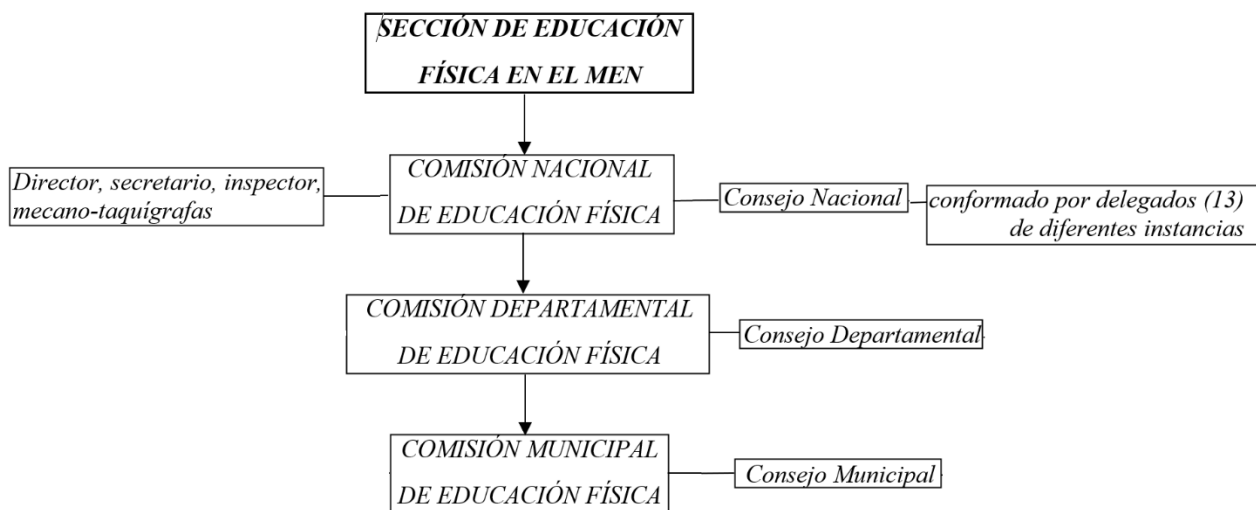 SECCIÓN DE EDUCACIÓN
FÍSICA EN EL MEN
COMISIÓN NACIONAL
DE EDUCACIÓN FÍSICA
Director, secretario, inspector,
mecano-taquígrafas
Consejo Nacional
conformado por delegados (13)
de diferentes instancias
COMISIÓN DEPARTAMENTAL
DE EDUCACIÓN FÍSICA
Consejo Departamental
COMISIÓN MUNICIPAL
DE EDUCACIÓN FÍSICA
Consejo Municipal